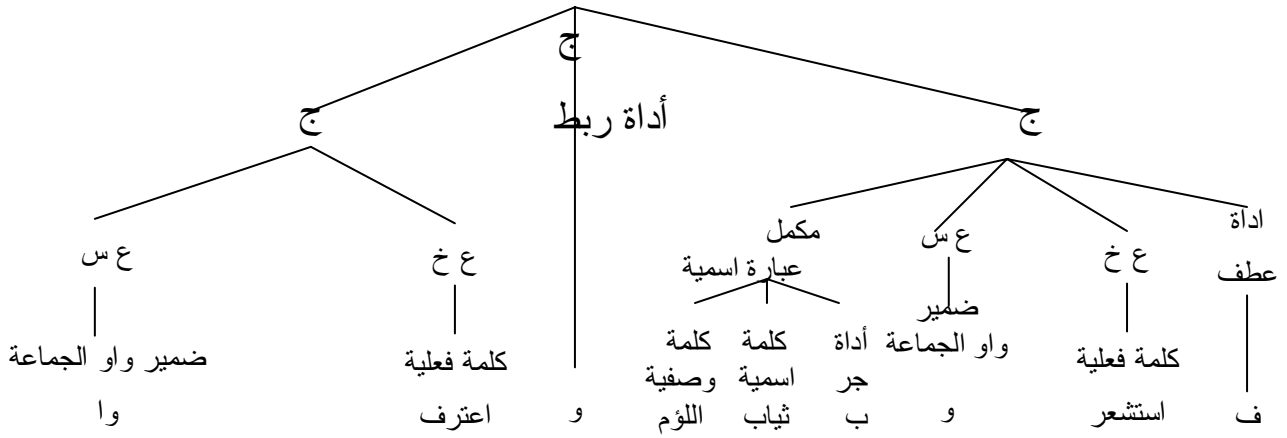 ج
ج
أداة ربط
ج
اداة
عطف
ع خ
ع س
مكمل
عبارة اسمية
ع خ
ع س
كلمة فعلية
ضمير
واو الجماعة
أداة
جر
كلمة
اسمية
كلمة
وصفية
كلمة فعلية
ضمير واو الجماعة
ف
استشعر
و
ب
ثياب
اللؤم
و
اعترف
وا